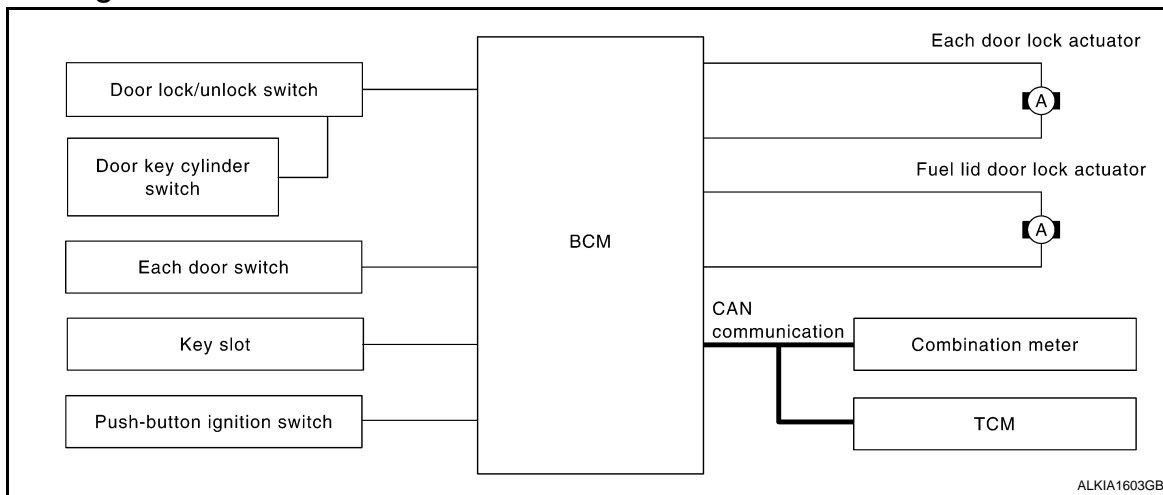 Door lock/unlock switch
Door key cylinder
switch
Each door switch
Key slot
Push-button ignition switch
BCM
Each door lock actuator
A
Fuel lid door lock actuator
A
CAN
communication
Combination meter
TCM
ALKIA1603GB